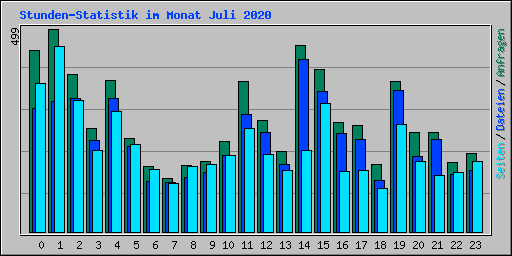 Stunden-Statistik im Monat Juli 2020
499
Seiten / Dateien / Anfragen
0 1 2 3 4 5 6 7 8 9 10 11 12 13 14 15 16 17 18 19 20 21 22 23